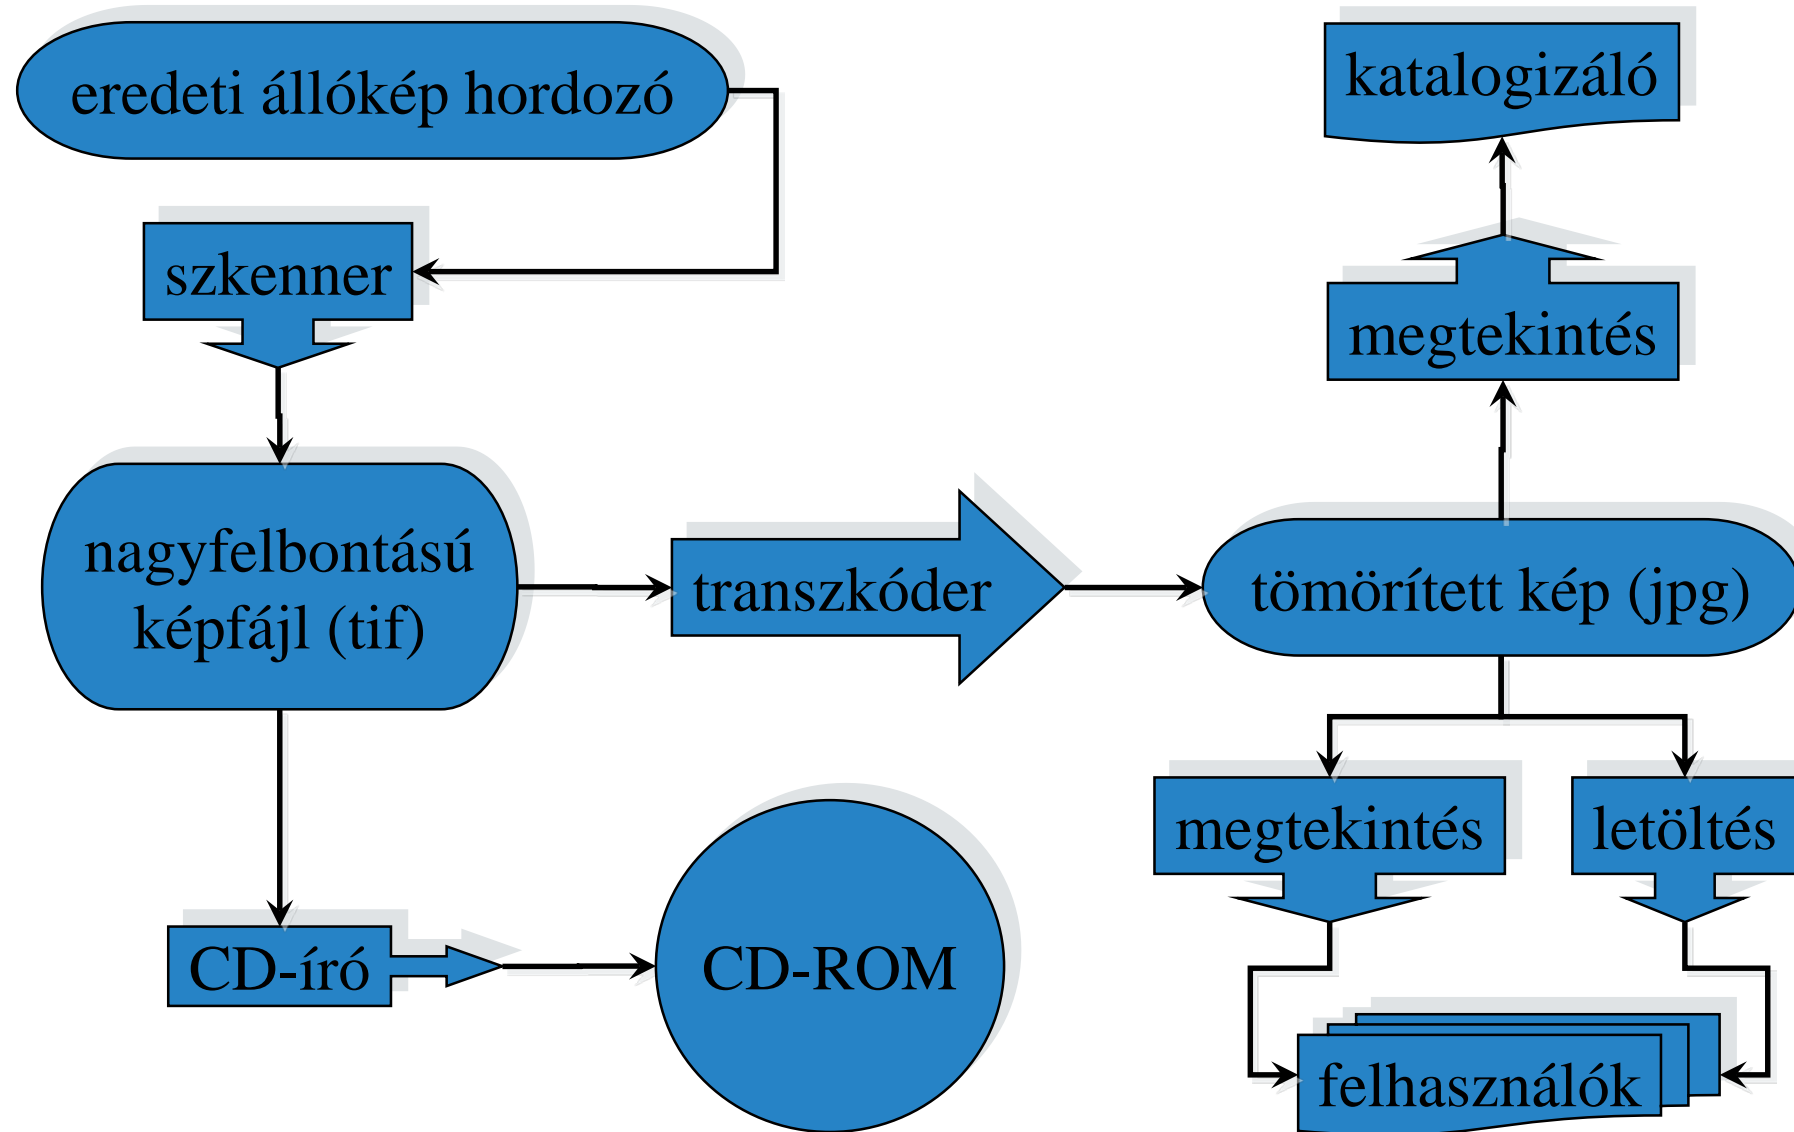 eredeti állókép hordozó
szkenner
nagyfelbontású
képfájl (tif)
CD-író
CD-ROM
transzkóder
katalogizáló
megtekintés
tömörített kép (jpg)
megtekintés
letöltés
felhasználók